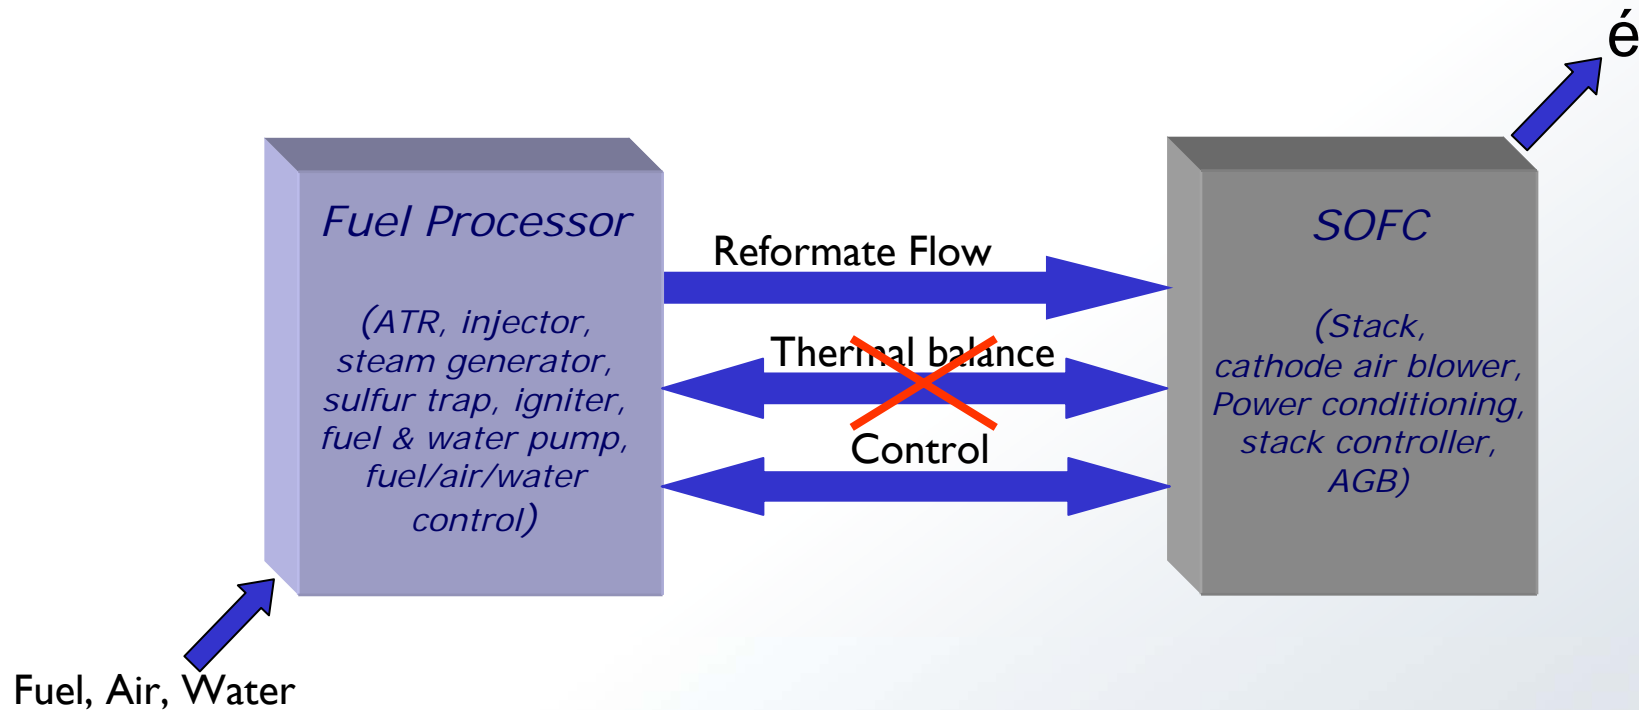 é
Fuel Processor
(ATR, injector,
steam generator,
sulfur trap, igniter,
fuel & water pump,
fuel/air/water
control)
Reformate Flow
Thermal balance
Control
SOFC
(Stack,
cathode air blower,
Power conditioning,
stack controller,
AGB)
Fuel, Air, Water